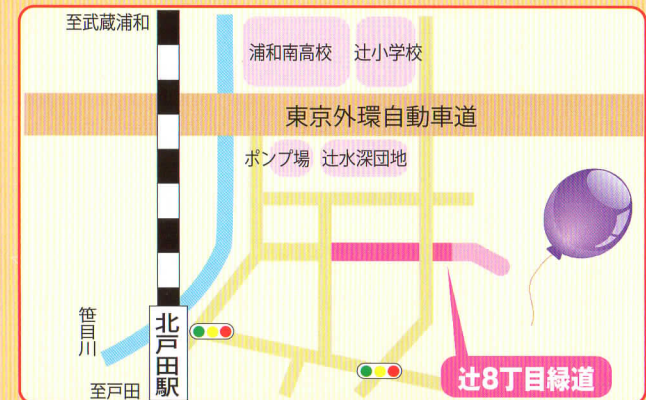 至武蔵浦和
浦和南高校
辻小学校
東京外環自動車道
ポンプ場
辻水深団地
笹目川
北戸田駅
辻8丁目緑道
至戸田